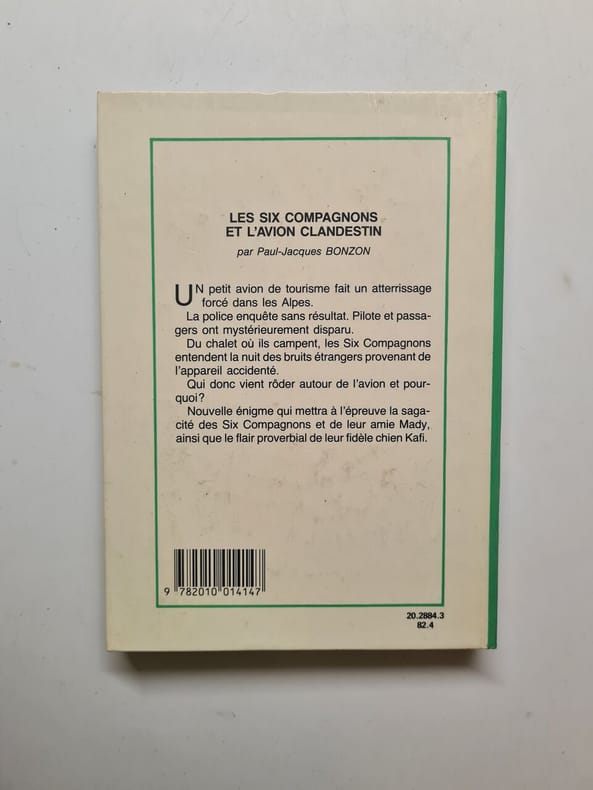 LES SIX COMPAGNONS
ET L'AVION CLANDESTIN
par Paul-Jacques BONZON
UN petit avion de tourisme fait un atterrissage
forcé dans les Alpes.
La police enquête sans résultat. Pilote et passa-
gers ont mystérieusement disparu.
Du chalet où ils campent, les Six Compagnons
entendent la nuit des bruits étrangers provenant de
l'appareil accidenté.
Qui donc vient rôder autour de l'avion et pour-
quoi?
Nouvelle énigme qui mettra à l'épreuve la saga-
cité des Six Compagnons et de leur amie Mady,
ainsi que le flair proverbial de leur fidèle chien Kafi.
9 782010 014147
20.2884.3
82.4